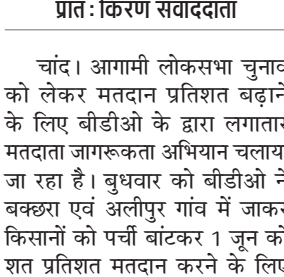 प्रातः किरण संवाददाता
चांद। आगामी लोकसभा चुनाव
को लेकर मतदान प्रतिशत बढ़ाने
के लिए बीडीओ के द्वारा लगातार
मतदाता जागरूकता अभियान चलाया
जा रहा है। बुधवार को बीडीओ ने
बक्छरा एवं अलीपुर गांव में जाकर
किसानों को पर्ची बांटकर 1 जून को
शत प्रतिशत मतदान करने के लिए